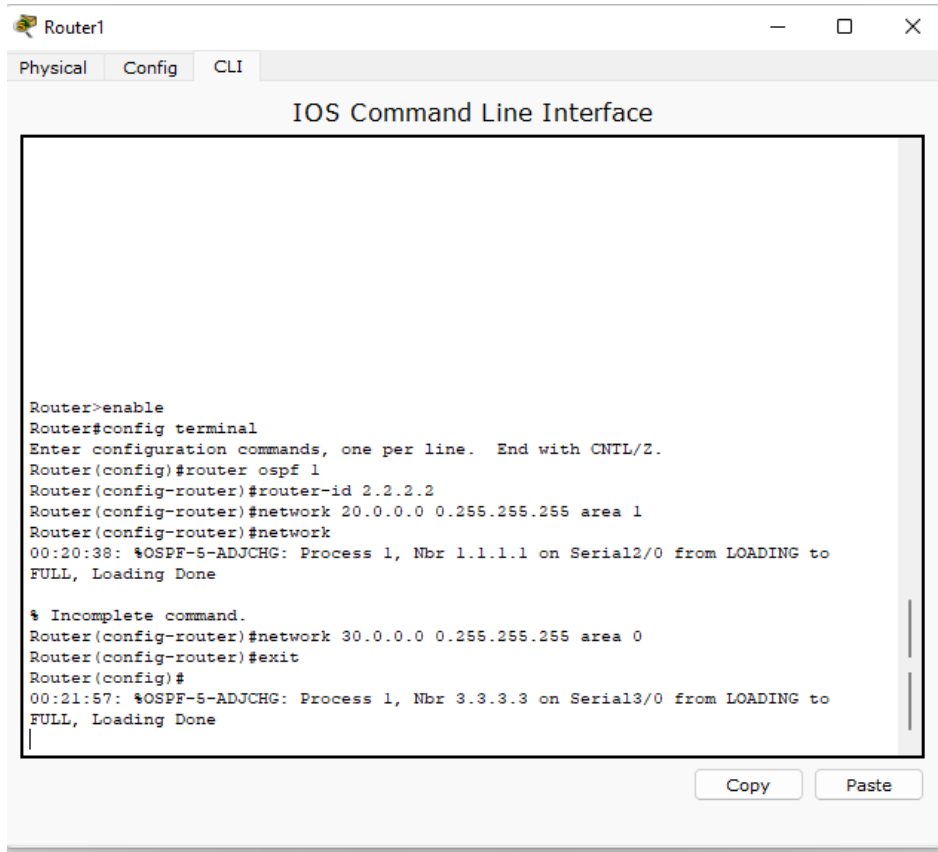 Router1
Physical Config CLI
IOS Command Line Interface
Router>enable
Router#config terminal
Enter configuration commands, one per line.  End with CNTL/Z.
Router(config)#router ospf 1
Router(config-router)#router-id 2.2.2.2
Router(config-router)#network 20.0.0.0 0.255.255.255 area 1
Router(config-router)#network
00:20:38: %OSPF-5-ADJCHG: Process 1, Nbr 1.1.1.1 on Serial2/0 from LOADING to
FULL, Loading Done
% Incomplete command.
Router(config-router)#network 30.0.0.0 0.255.255.255 area 0
Router(config-router)#exit
Router(config)#
00:21:57: %OSPF-5-ADJCHG: Process 1, Nbr 3.3.3.3 on Serial3/0 from LOADING to
FULL, Loading Done
Copy Paste